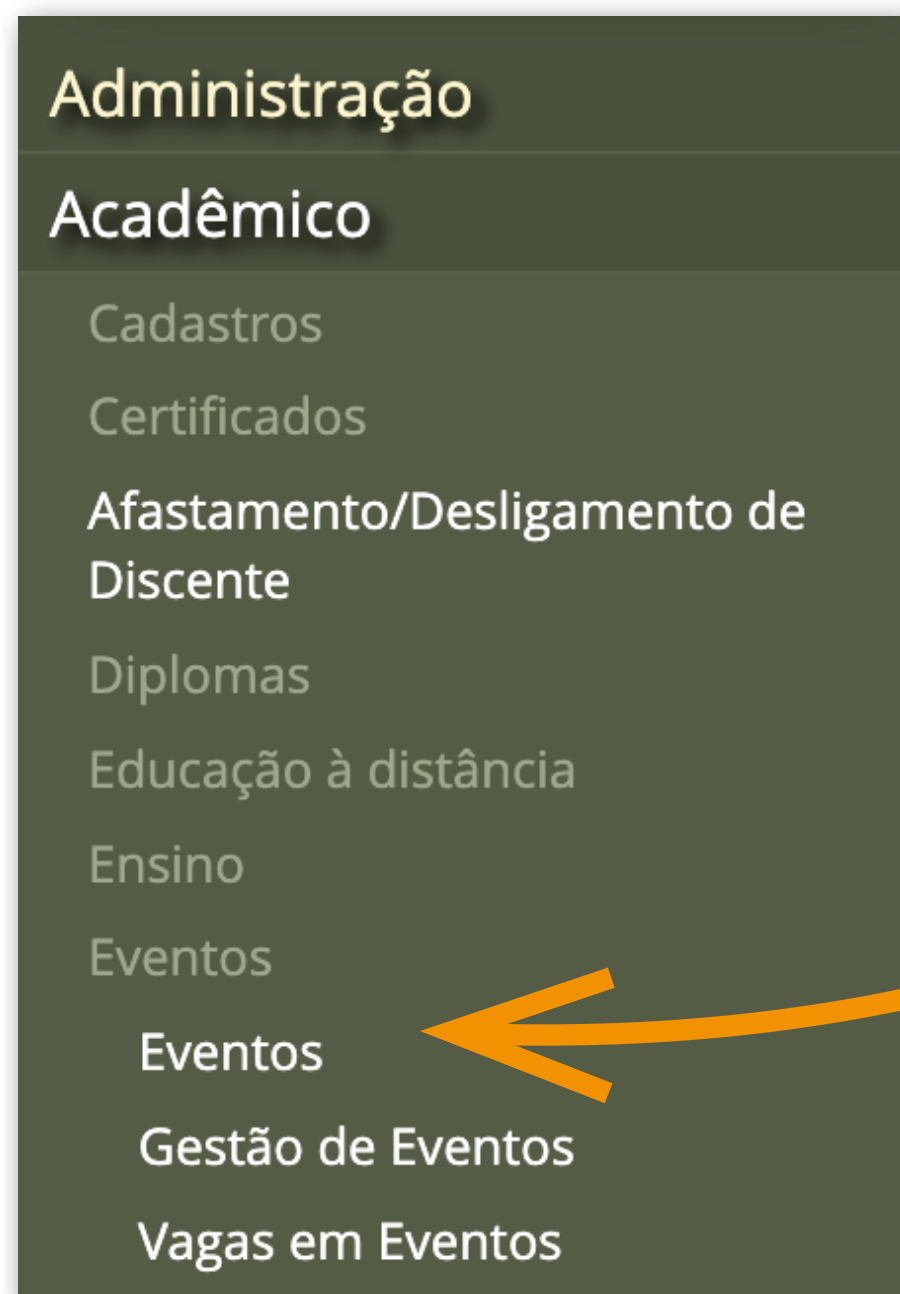 Administração
Acadêmico
Cadastros
Certificados
Afastamento/Desligamento de
Discente
Diplomas
Educação à distância
Ensino
Eventos
Eventos
Gestão de Eventos
Vagas em Eventos